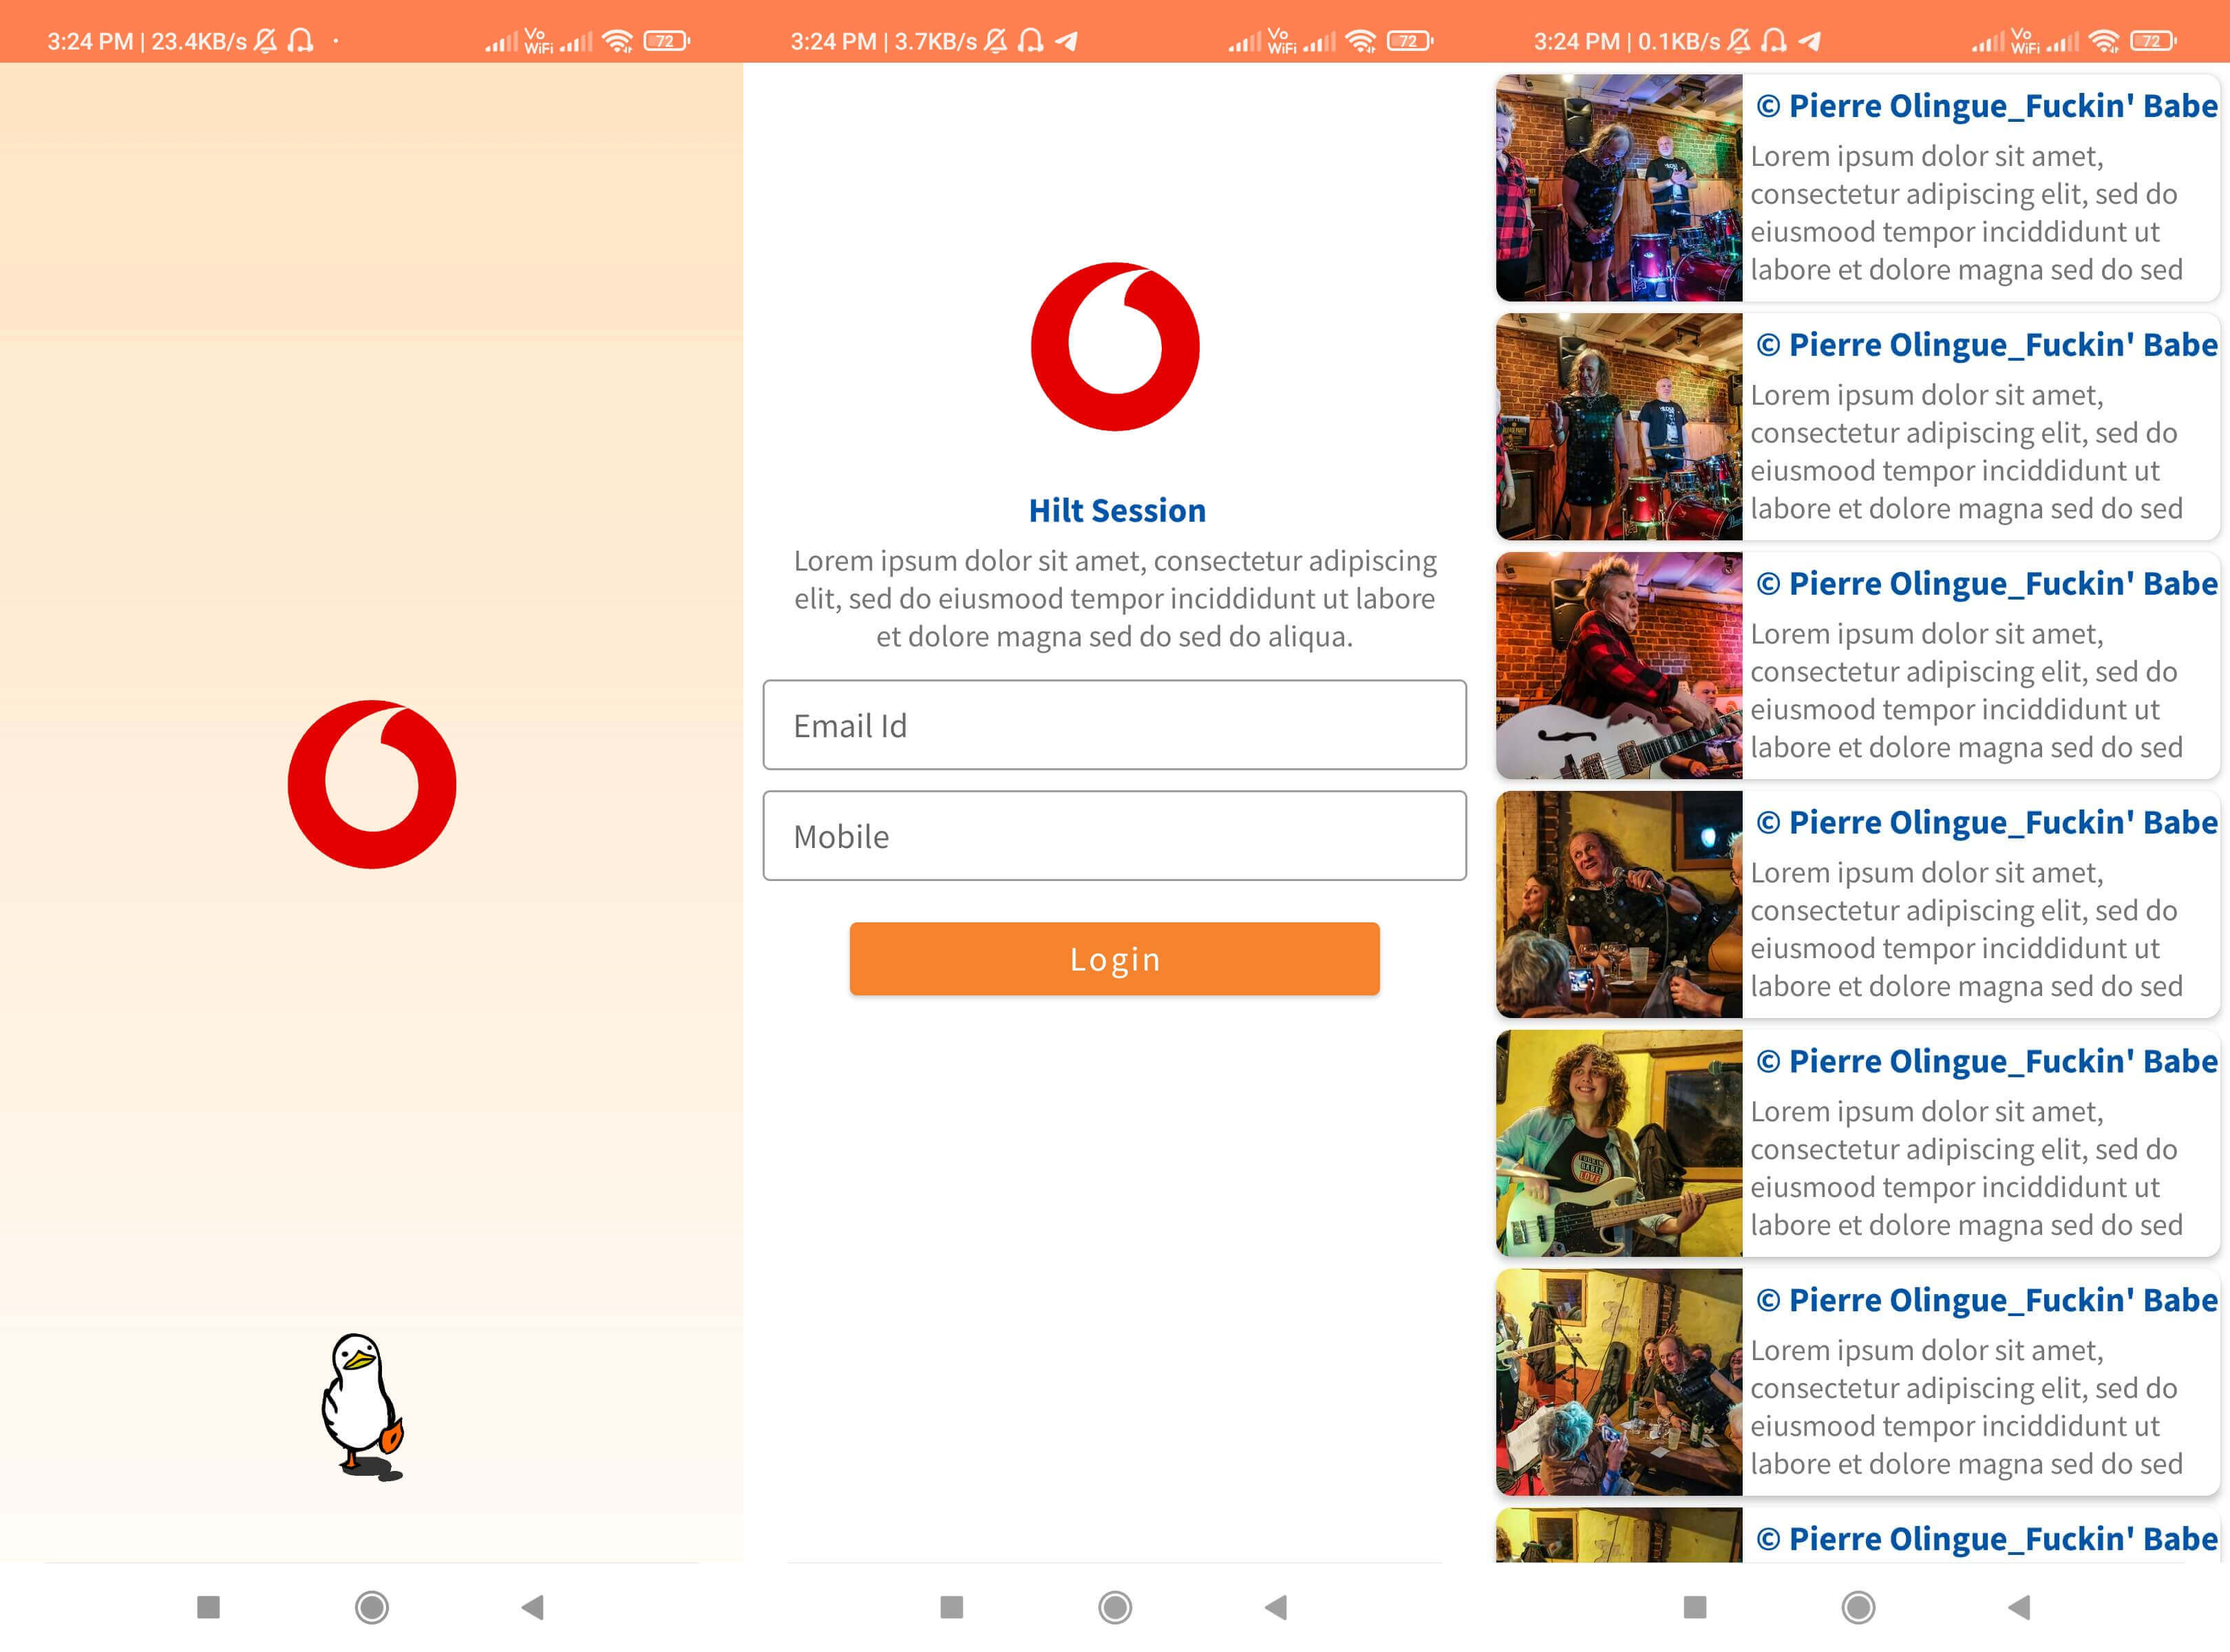 3:24 PM | 23.4KB/s
Vo
WiFi
72
3:24 PM | 3.7KB/s
Vo
WiFi
72
Hilt Session
Lorem ipsum dolor sit amet, consectetur adipiscing
elit, sed do eiusmood tempor inciddidunt ut labore
et dolore magna sed do sed do aliqua.
Email Id
Mobile
Login
3:24 PM | 0.1KB/s
Vo
WiFi
72
© Pierre Olingue_Fuckin' Babe
Lorem ipsum dolor sit amet,
consectetur adipiscing elit, sed do
eiusmood tempor inciddidunt ut
labore et dolore magna sed do sed
© Pierre Olingue_Fuckin' Babe
Lorem ipsum dolor sit amet,
consectetur adipiscing elit, sed do
eiusmood tempor inciddidunt ut
labore et dolore magna sed do sed
© Pierre Olingue_Fuckin' Babe
Lorem ipsum dolor sit amet,
consectetur adipiscing elit, sed do
eiusmood tempor inciddidunt ut
labore et dolore magna sed do sed
© Pierre Olingue_Fuckin' Babe
Lorem ipsum dolor sit amet,
consectetur adipiscing elit, sed do
eiusmood tempor inciddidunt ut
labore et dolore magna sed do sed
© Pierre Olingue_Fuckin' Babe
Lorem ipsum dolor sit amet,
consectetur adipiscing elit, sed do
eiusmood tempor inciddidunt ut
labore et dolore magna sed do sed
FUCKIN'
BABEL
LOVE
© Pierre Olingue_Fuckin' Babe
Lorem ipsum dolor sit amet,
consectetur adipiscing elit, sed do
eiusmood tempor inciddidunt ut
labore et dolore magna sed do sed
© Pierre Olingue_Fuckin' Babe